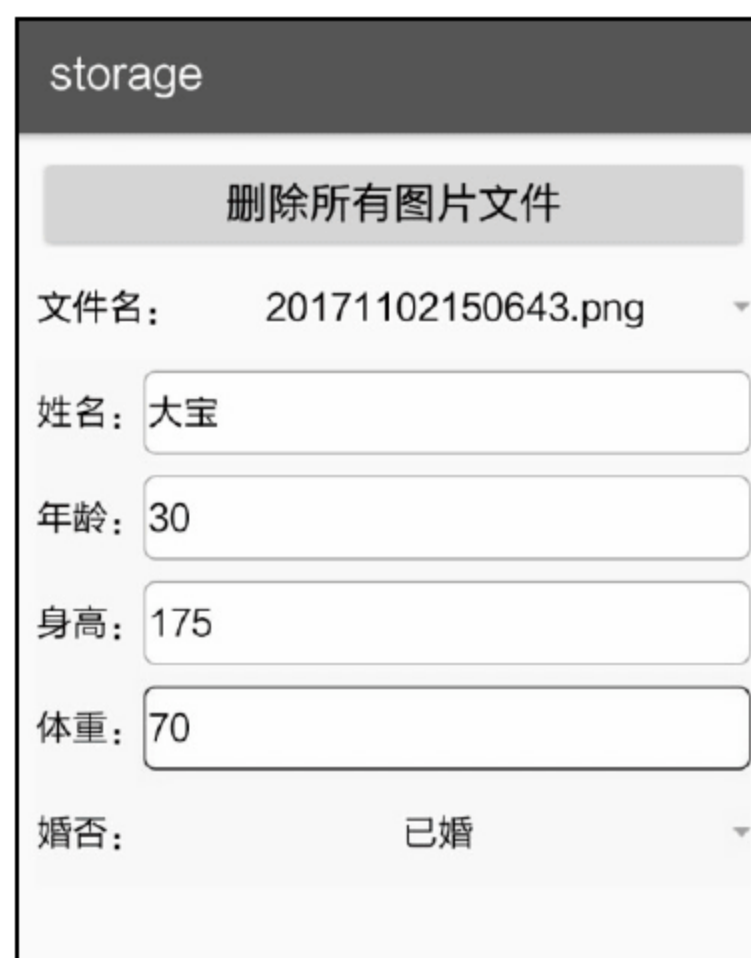 storage
删除所有图片文件
文件名： 20171102150643.png
姓名： 大宝
年龄： 30
身高： 175
体重： 70
婚否： 已婚